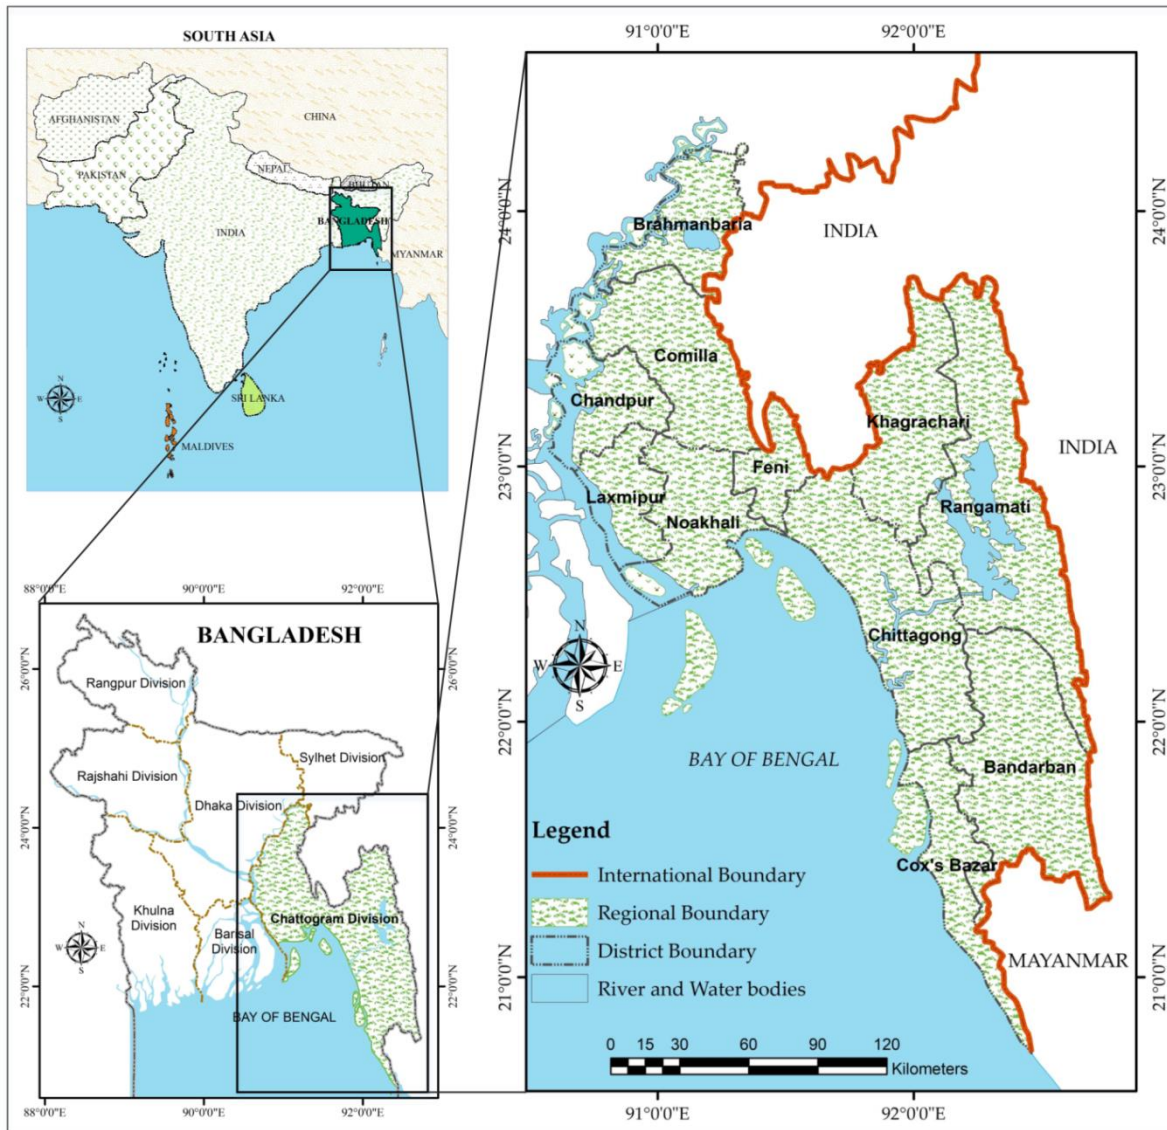 SOUTH ASIA
AFGHANISTAN
CHINA
PAKISTAN
NEPAL
BHUTAN
BANGLADESH
INDIA
MYANMAR
N
W E
S
SRI LANKA
MALDIVES
88°0'0"E 90°0'0"E 92°0'0"E
BANGLADESH
26°0'0"N 26°0'0"N
Rangpur Division
Sylhet Division
Rajshahi Division
Dhaka Division
24°0'0"N 24°0'0"N
Khulna
Division
Barisal
Division
Chattogram Division
N
W E
S
22°0'0"N 22°0'0"N
BAY OF BENGAL
88°0'0"E 90°0'0"E 92°0'0"E
91°0'0"E 92°0'0"E
24°0'0"N 24°0'0"N
Brahmanbaria
INDIA
Comilla
Chandpur
Khagrachari
INDIA
23°0'0"N 23°0'0"N
Feni
Laxmipur
Noakhali
Rangamati
Chittagong
N
W E
S
22°0'0"N 22°0'0"N
BAY OF BENGAL
Bandarban
Cox's Bazar
MAYANMAR
21°0'0"N 21°0'0"N
Legend
International Boundary
Regional Boundary
District Boundary
River and Water bodies
0 15 30 60 90 120
Kilometers
91°0'0"E 92°0'0"E